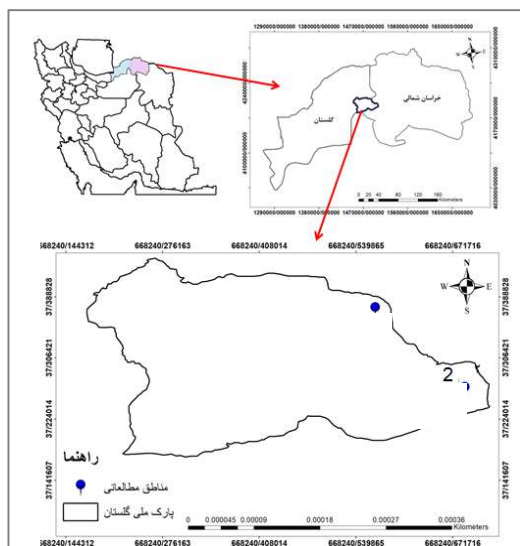 1290000/000000 1380000/000000 1470000/000000 1560000/000000 1650000/000000
4240000/000000
4170000/000000
4100000/000000
4030000/000000
N
W E
S
خراسان شمالی
گلستان
0 20 40 80 120 160
Kilometers
1290000/000000 1380000/000000 1470000/000000 1560000/000000 1650000/000000
668240/144312 668240/276163 668240/408014 668240/539865 668240/671716
37/388828 37/388828
37/306421 37/306421
37/224014 37/224014
37/141607 37/141607
N
W E
S
2
راهنما
مناطق مطالعاتی
پارک ملی گلستان
0 0.000045 0.00009 0.00018 0.00027 0.00036
Kilometers
668240/144312 668240/276163 668240/408014 668240/539865 668240/671716